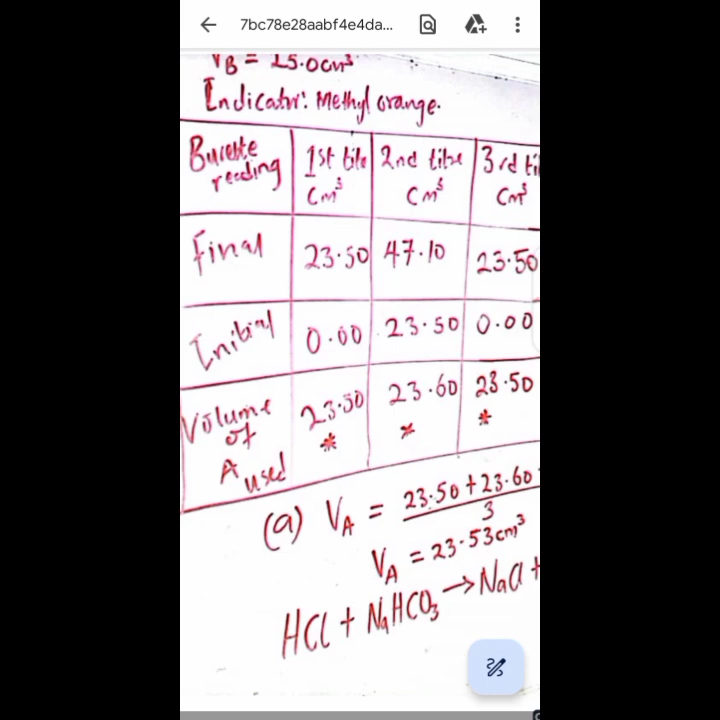 7bc78e28aabf4e4da...
VB = 25.0cm³
Indicator: Methyl orange.
Burette reading 1st titre cm³ 2nd titre cm³ 3rd ti cm³
Final 23.50 47.10 23.50
Initial 0.00 23.50 0.00
Volume of A used 23.50 * 23.60 * 23.50 *
(a) VA = 23.50 + 23.60
3
VA = 23.53cm³
HCl + NaHCO₃ → NaCl +